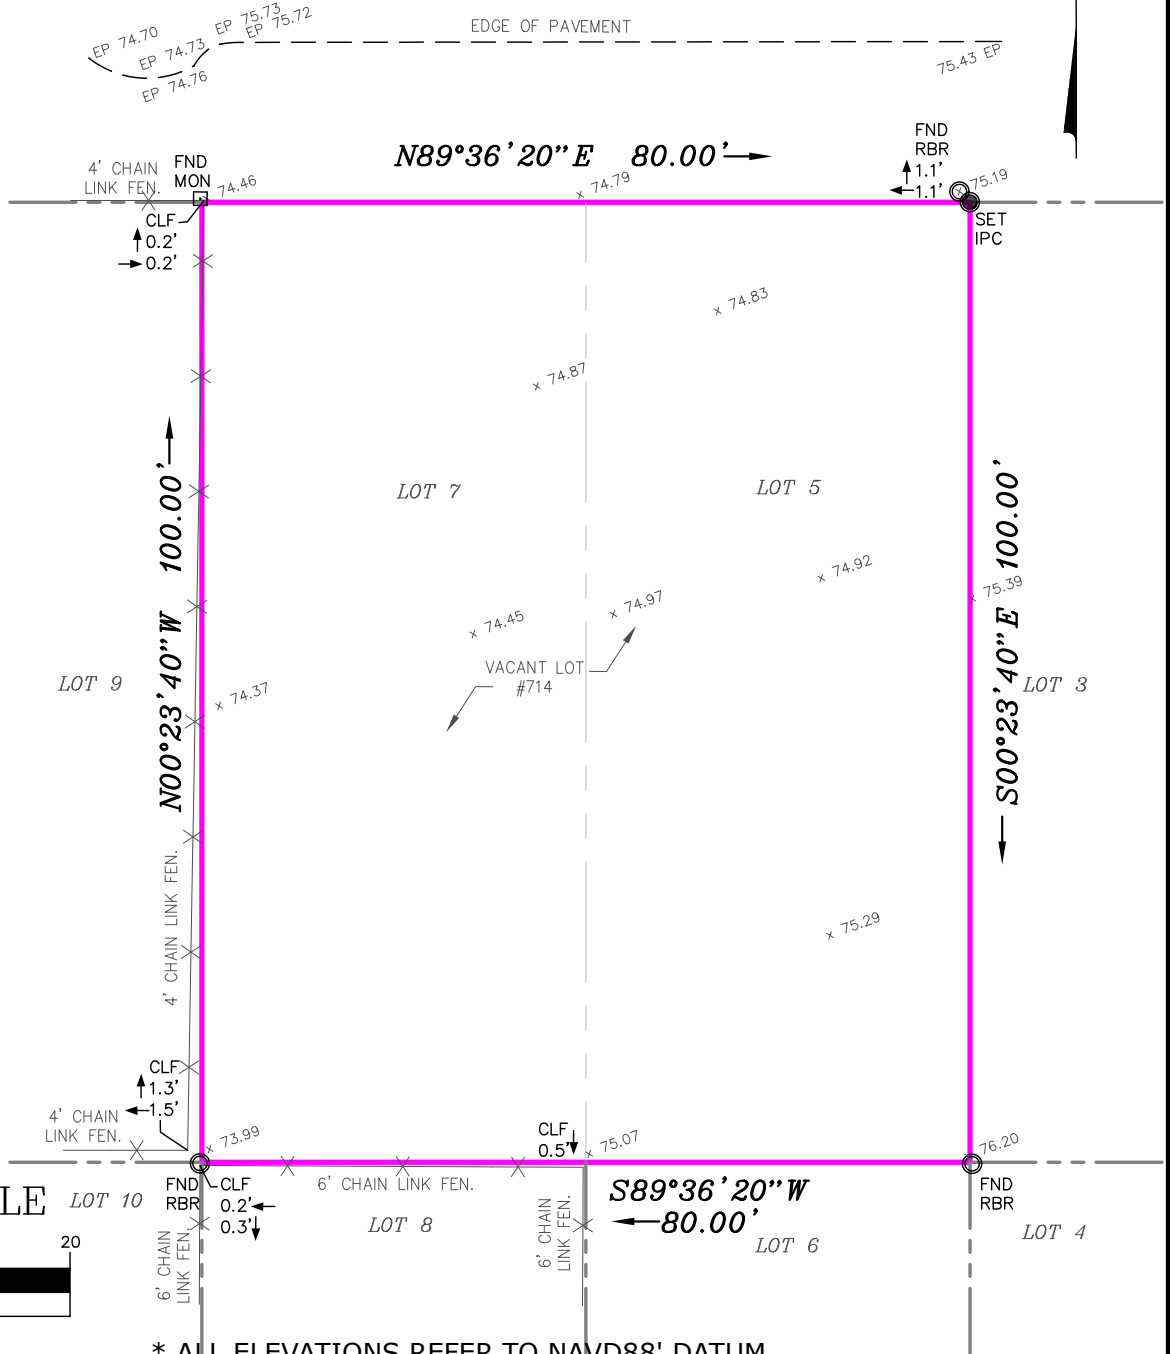 EP 75.73
EP 75.72
EP 74.70
EP 74.73
EP 74.76
EDGE OF PAVEMENT
75.43 EP
4' CHAIN
LINK FEN.
FND
MON
74.46
N89°36'20"E 80.00'
x 74.79
FND
RBR
1.1'
1.1'
x 75.19
SET
IPC
CLF
0.2'
0.2'
x 74.83
x 74.87
LOT 7
LOT 5
N00°23'40"W 100.00'
S00°23'40"E 100.00'
x 74.92
x 75.39
x 74.45
x 74.97
VACANT LOT
#714
LOT 9
x 74.37
LOT 3
4' CHAIN LINK FEN.
x 75.29
CLF
1.3'
1.5'
4' CHAIN
LINK FEN.
x 73.99
CLF
0.5'
x 75.07
x 76.20
FND
RBR
CLF
0.2'
0.3'
6' CHAIN LINK FEN.
S89°36'20"W
80.00'
FND
RBR
LE
LOT 10
LOT 8
LOT 6
LOT 4
6' CHAIN
LINK FEN.
6' CHAIN
LINK FEN.
20
* ALL ELEVATIONS REFER TO NAVD88' DATUM